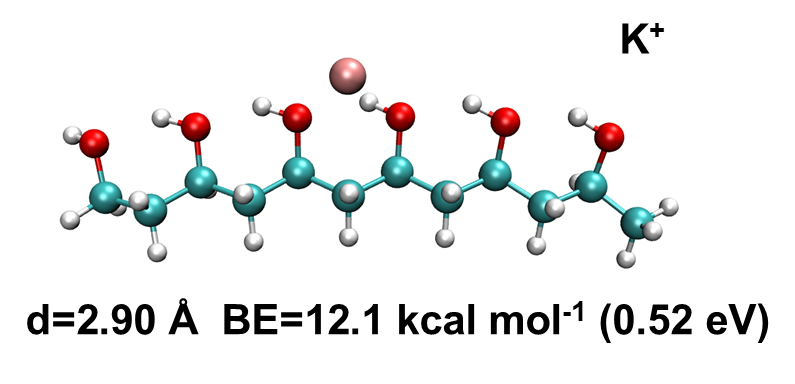 K⁺
d=2.90 Å BE=12.1 kcal mol⁻¹ (0.52 eV)